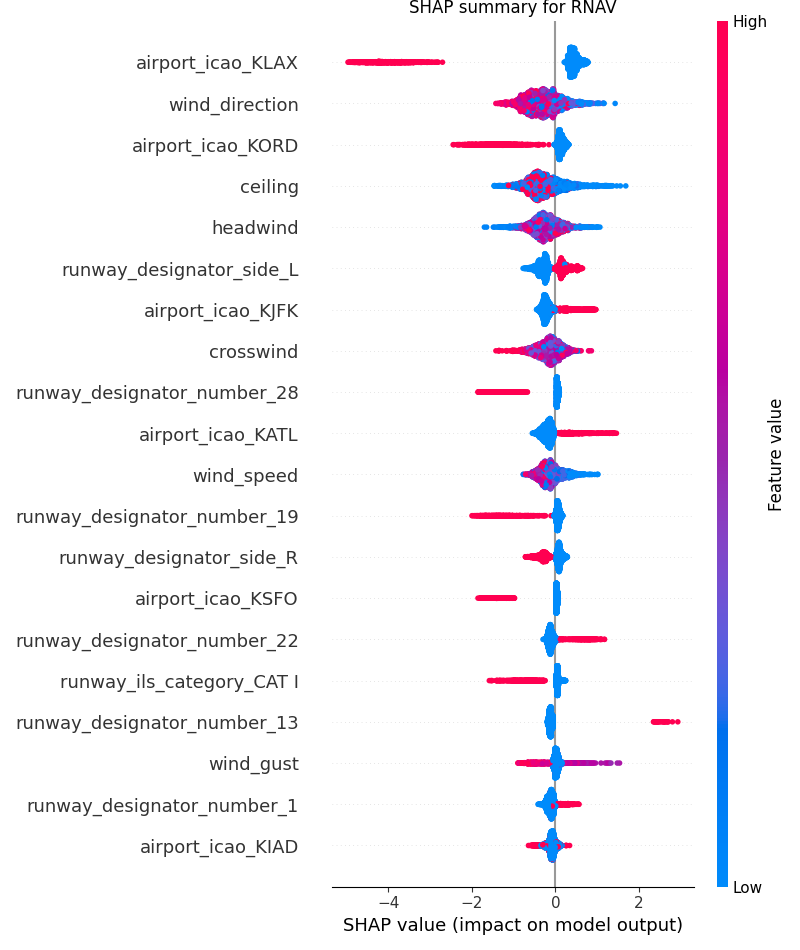 SHAP summary for RNAV
High
airport_icao_KLAX
wind_direction
airport_icao_KORD
ceiling
headwind
runway_designator_side_L
airport_icao_KJFK
crosswind
runway_designator_number_28
airport_icao_KATL
wind_speed
runway_designator_number_19
runway_designator_side_R
airport_icao_KSFO
runway_designator_number_22
runway_ils_category_CAT I
runway_designator_number_13
wind_gust
runway_designator_number_1
airport_icao_KIAD
Feature value
Low
−4 −2 0 2
SHAP value (impact on model output)